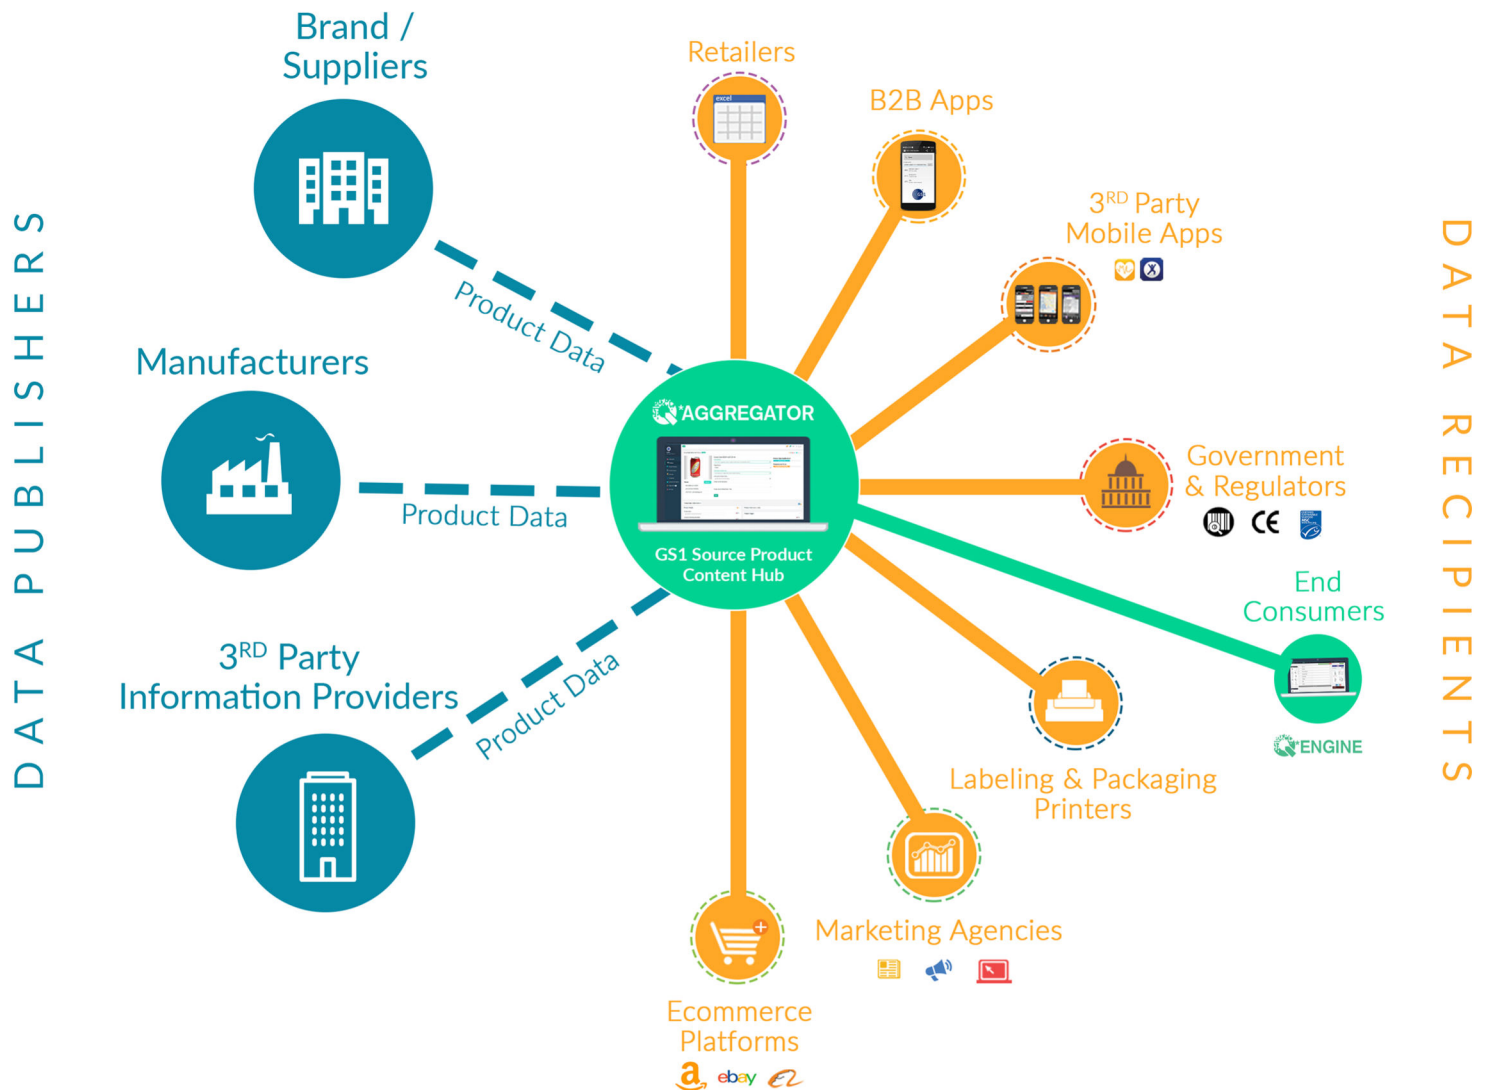 DATA PUBLISHERS
Brand /
Suppliers
Product Data
Manufacturers
Product Data
3RD Party
Information Providers
Product Data
Q*AGGREGATOR
GS1 Source Product
Content Hub
Retailers
excel
B2B Apps
3RD Party
Mobile Apps
Government
& Regulators
CE
End
Consumers
Q*ENGINE
Labeling & Packaging
Printers
Marketing Agencies
Ecommerce
Platforms
a
ebay
DATA RECIPIENTS